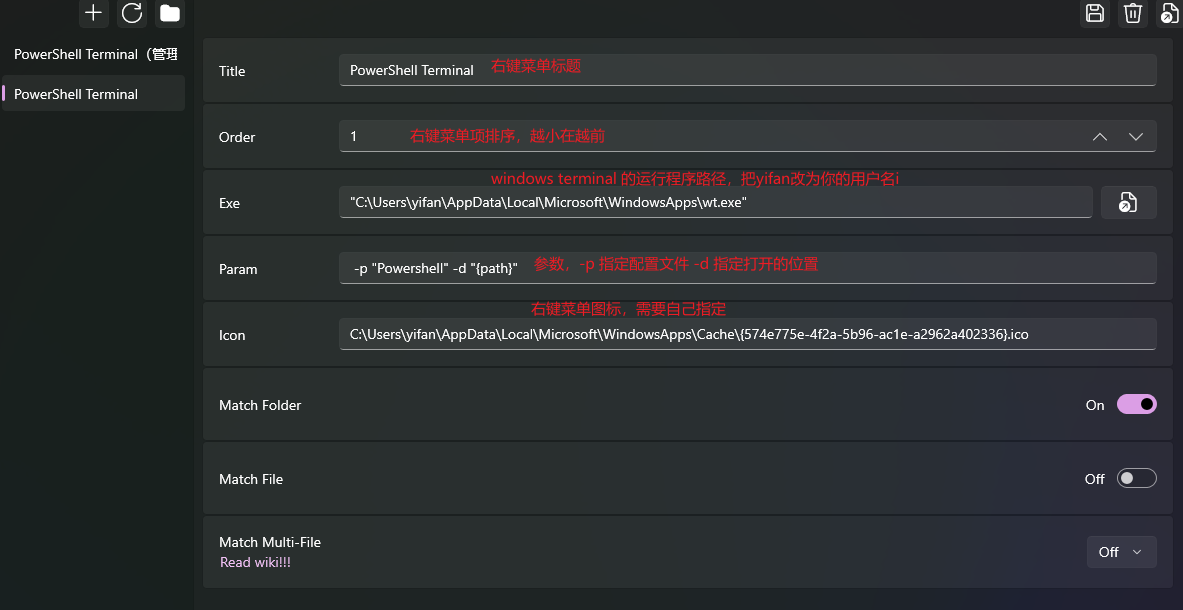 PowerShell Terminal（管理
PowerShell Terminal
Title
PowerShell Terminal
右键菜单标题
Order
1
右键菜单项排序，越小在越前
windows terminal 的运行程序路径，把yifan改为你的用户名i
Exe
"C:\Users\yifan\AppData\Local\Microsoft\WindowsApps\wt.exe"
Param
-p "Powershell" -d "{path}"
参数，-p 指定配置文件 -d 指定打开的位置
右键菜单图标，需要自己指定
Icon
C:\Users\yifan\AppData\Local\Microsoft\WindowsApps\Cache\{574e775e-4f2a-5b96-ac1e-a2962a402336}.ico
Match Folder
On
Match File
Off
Match Multi-File
Read wiki!!!
Off